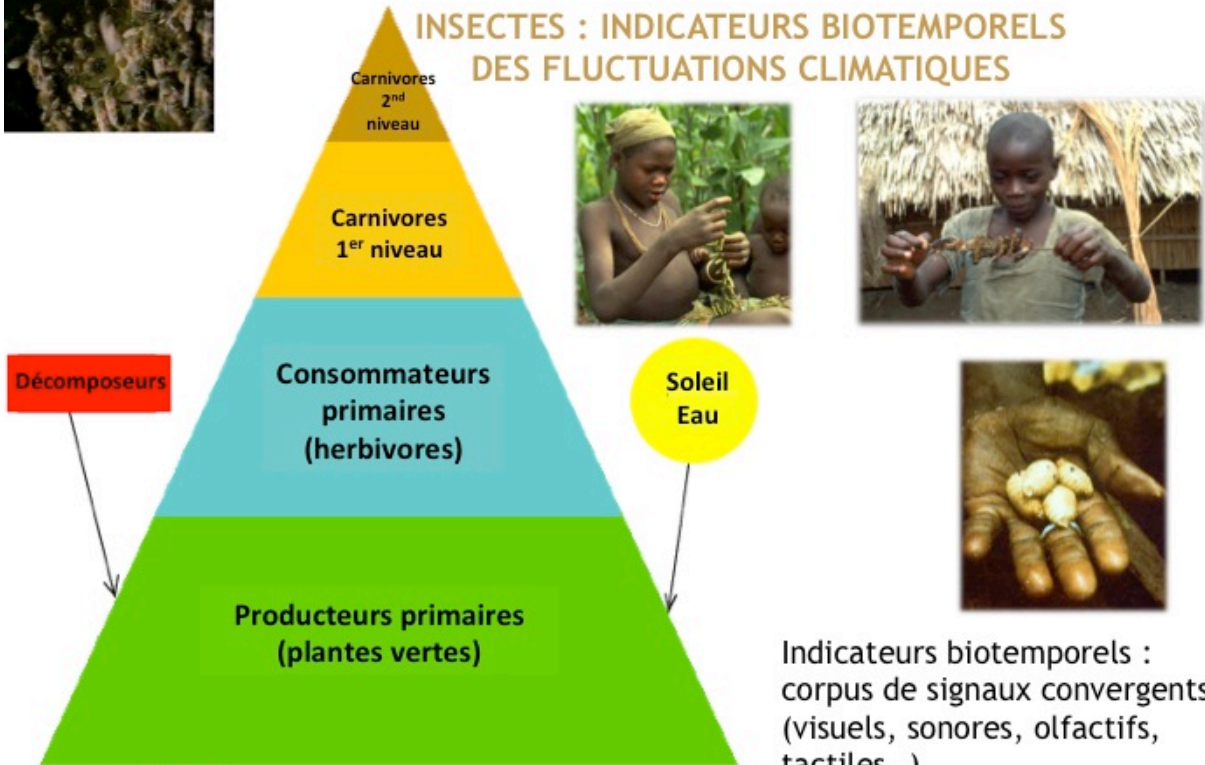 INSECTES : INDICATEURS BIOTEMPORELS
DES FLUCTUATIONS CLIMATIQUES
Carnivores
2nd
niveau
Carnivores
1er niveau
Décomposeurs
Consommateurs
primaires
(herbivores)
Soleil
Eau
Producteurs primaires
(plantes vertes)
Indicateurs biotemporels :
corpus de signaux convergents
(visuels, sonores, olfactifs,
tactiles…)